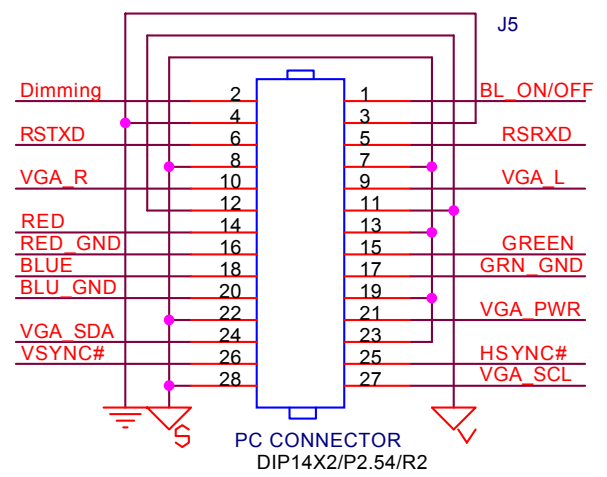 J5
Dimming 2 1 BL_ON/OFF
4 3
RSTXD 6 5 RSRXD
8 7
VGA_R 10 9 VGA_L
12 11
RED 14 13
RED_GND 16 15 GREEN
BLUE 18 17 GRN_GND
BLU_GND 20 19
22 21 VGA_PWR
VGA_SDA 24 23
VSYNC# 26 25 HSYNC#
28 27 VGA_SCL
S V
PC CONNECTOR
DIP14X2/P2.54/R2